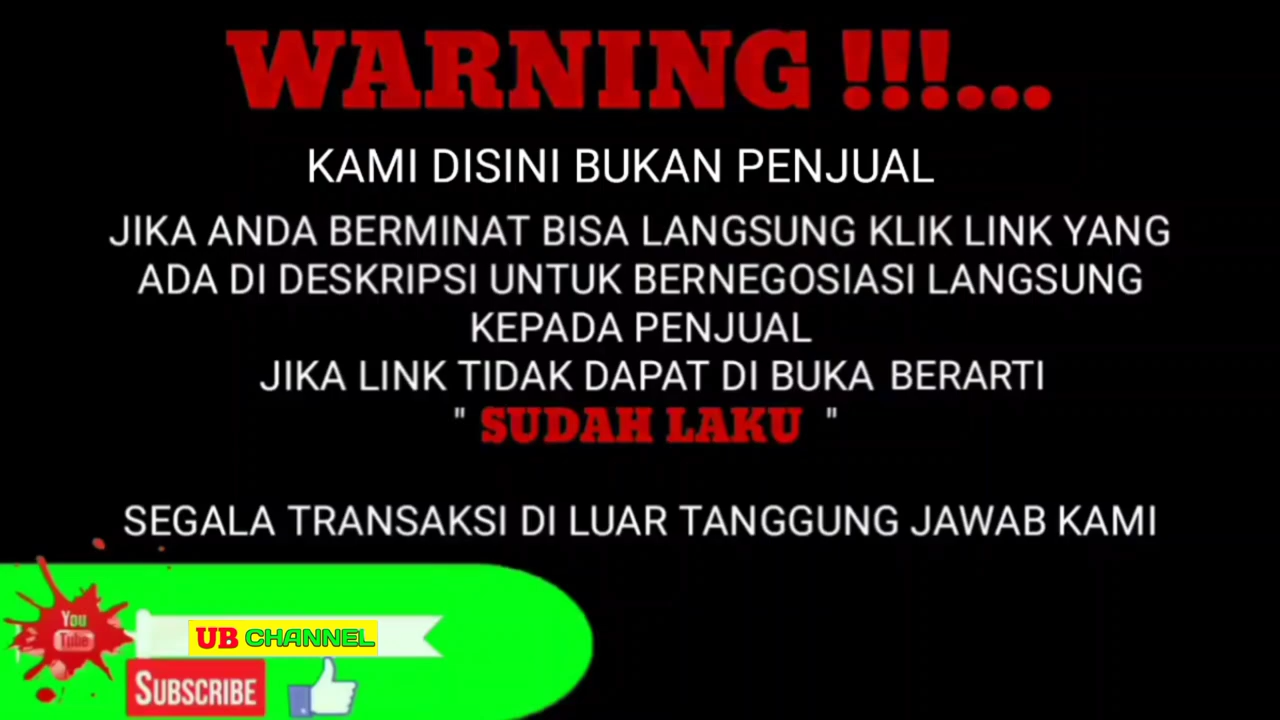 WARNING !!!...
KAMI DISINI BUKAN PENJUAL
JIKA ANDA BERMINAT BISA LANGSUNG KLIK LINK YANG
ADA DI DESKRIPSI UNTUK BERNEGOSIASI LANGSUNG
KEPADA PENJUAL
JIKA LINK TIDAK DAPAT DI BUKA BERARTI
" SUDAH LAKU "
SEGALA TRANSAKSI DI LUAR TANGGUNG JAWAB KAMI
You
Tube
UB CHANNEL
SUBSCRIBE